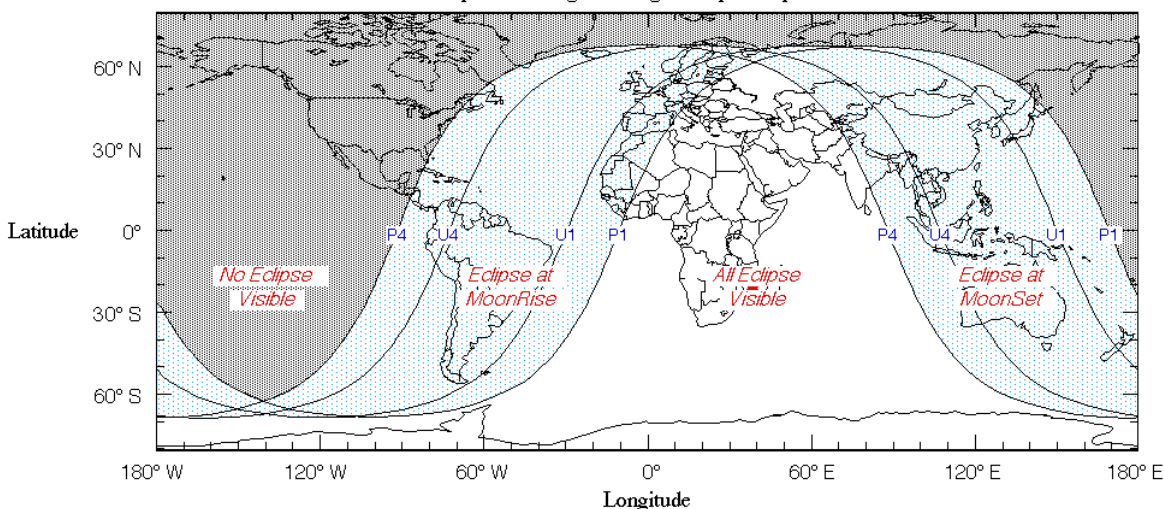 60° N
30° N
Latitude
0°
P4 U4 U1 P1 P4 U4 U1 P1
No Eclipse
Visible
Eclipse at
MoonRise
All Eclipse
Visible
Eclipse at
MoonSet
30° S
60° S
180° W 120° W 60° W 0° 60° E 120° E 180° E
Longitude